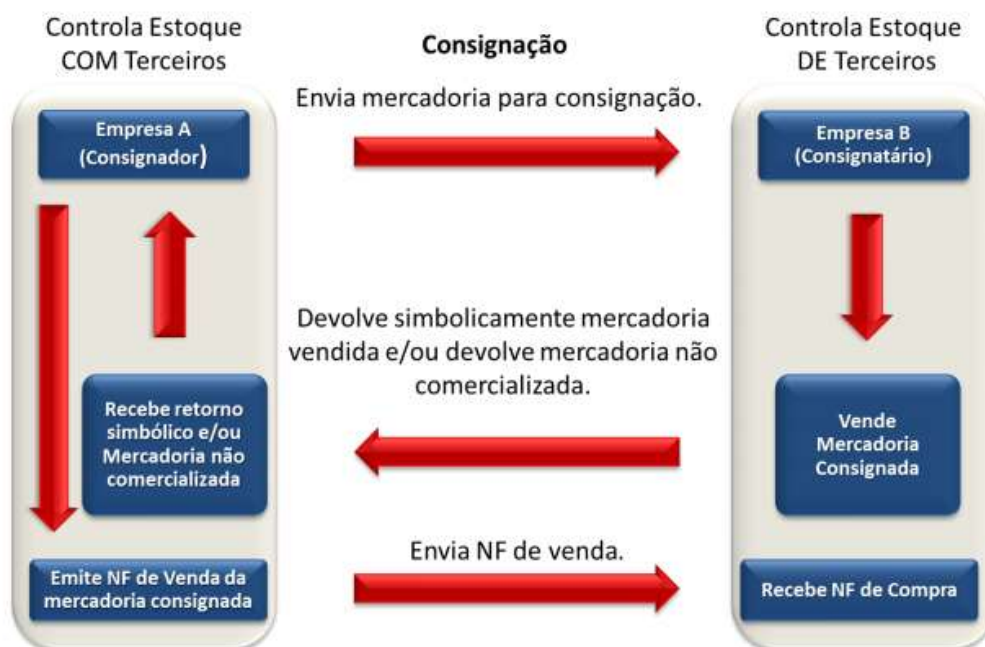 Controla Estoque
COM Terceiros
Consignação
Controla Estoque
DE Terceiros
Envia mercadoria para consignação.
Empresa A
(Consignador)
Empresa B
(Consignatário)
Devolve simbolicamente mercadoria
vendida e/ou devolve mercadoria não
comercializada.
Recebe retorno
simbólico e/ou
Mercadoria não
comercializada
Vende
Mercadoria
Consignada
Envia NF de venda.
Emite NF de Venda da
mercadoria consignada
Recebe NF de Compra